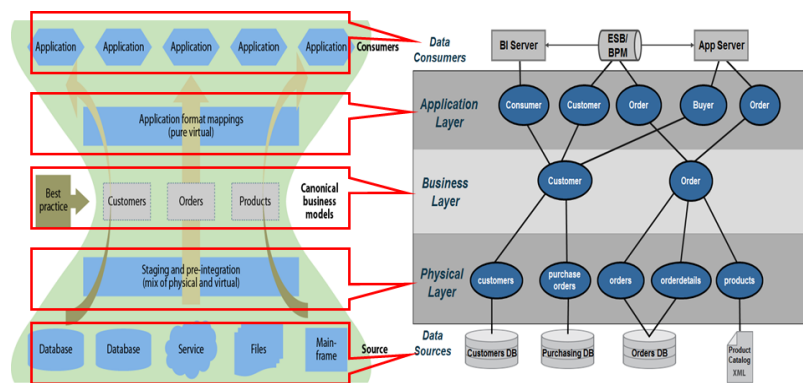 Application
Application
Application
Application
Application
Consumers
Application format mappings
(pure virtual)
Best
practice
Customers
Orders
Products
Canonical
business
models
Staging and pre-integration
(mix of physical and virtual)
Database
Database
Service
Files
Main-
frame
Source
Data
Consumers
BI Server
ESB/
BPM
App Server
Application
Layer
Consumer
Customer
Order
Buyer
Order
Business
Layer
Customer
Order
Physical
Layer
customers
purchase
orders
orders
orderdetails
products
Data
Sources
Customers DB
Purchasing DB
Orders DB
Product
Catalog
XML